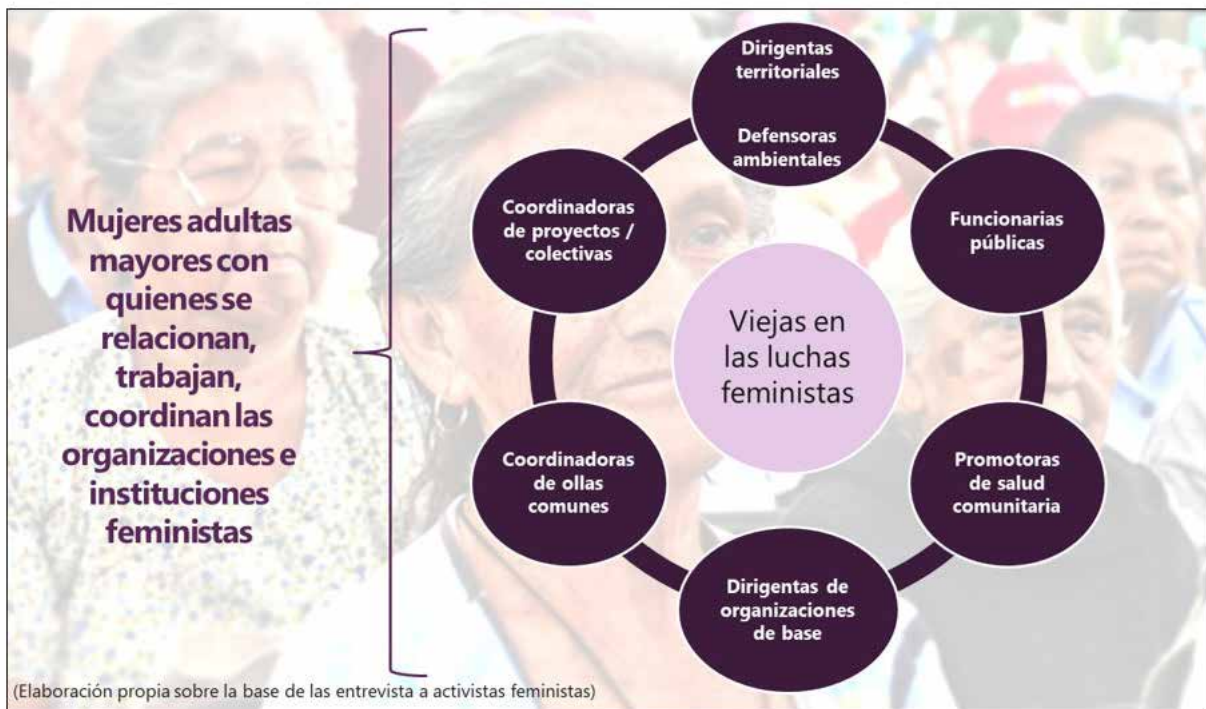 Mujeres adultas
mayores con
quienes se
relacionan,
trabajan,
coordinan las
organizaciones e
instituciones
feministas
Dirigentas
territoriales
Defensoras
ambientales
Funcionarias
públicas
Promotoras
de salud
comunitaria
Dirigentas de
organizaciones
de base
Coordinadoras
de ollas
comunes
Coordinadoras
de proyectos /
colectivas
Viejas en
las luchas
feministas
(Elaboración propia sobre la base de las entrevista a activistas feministas)